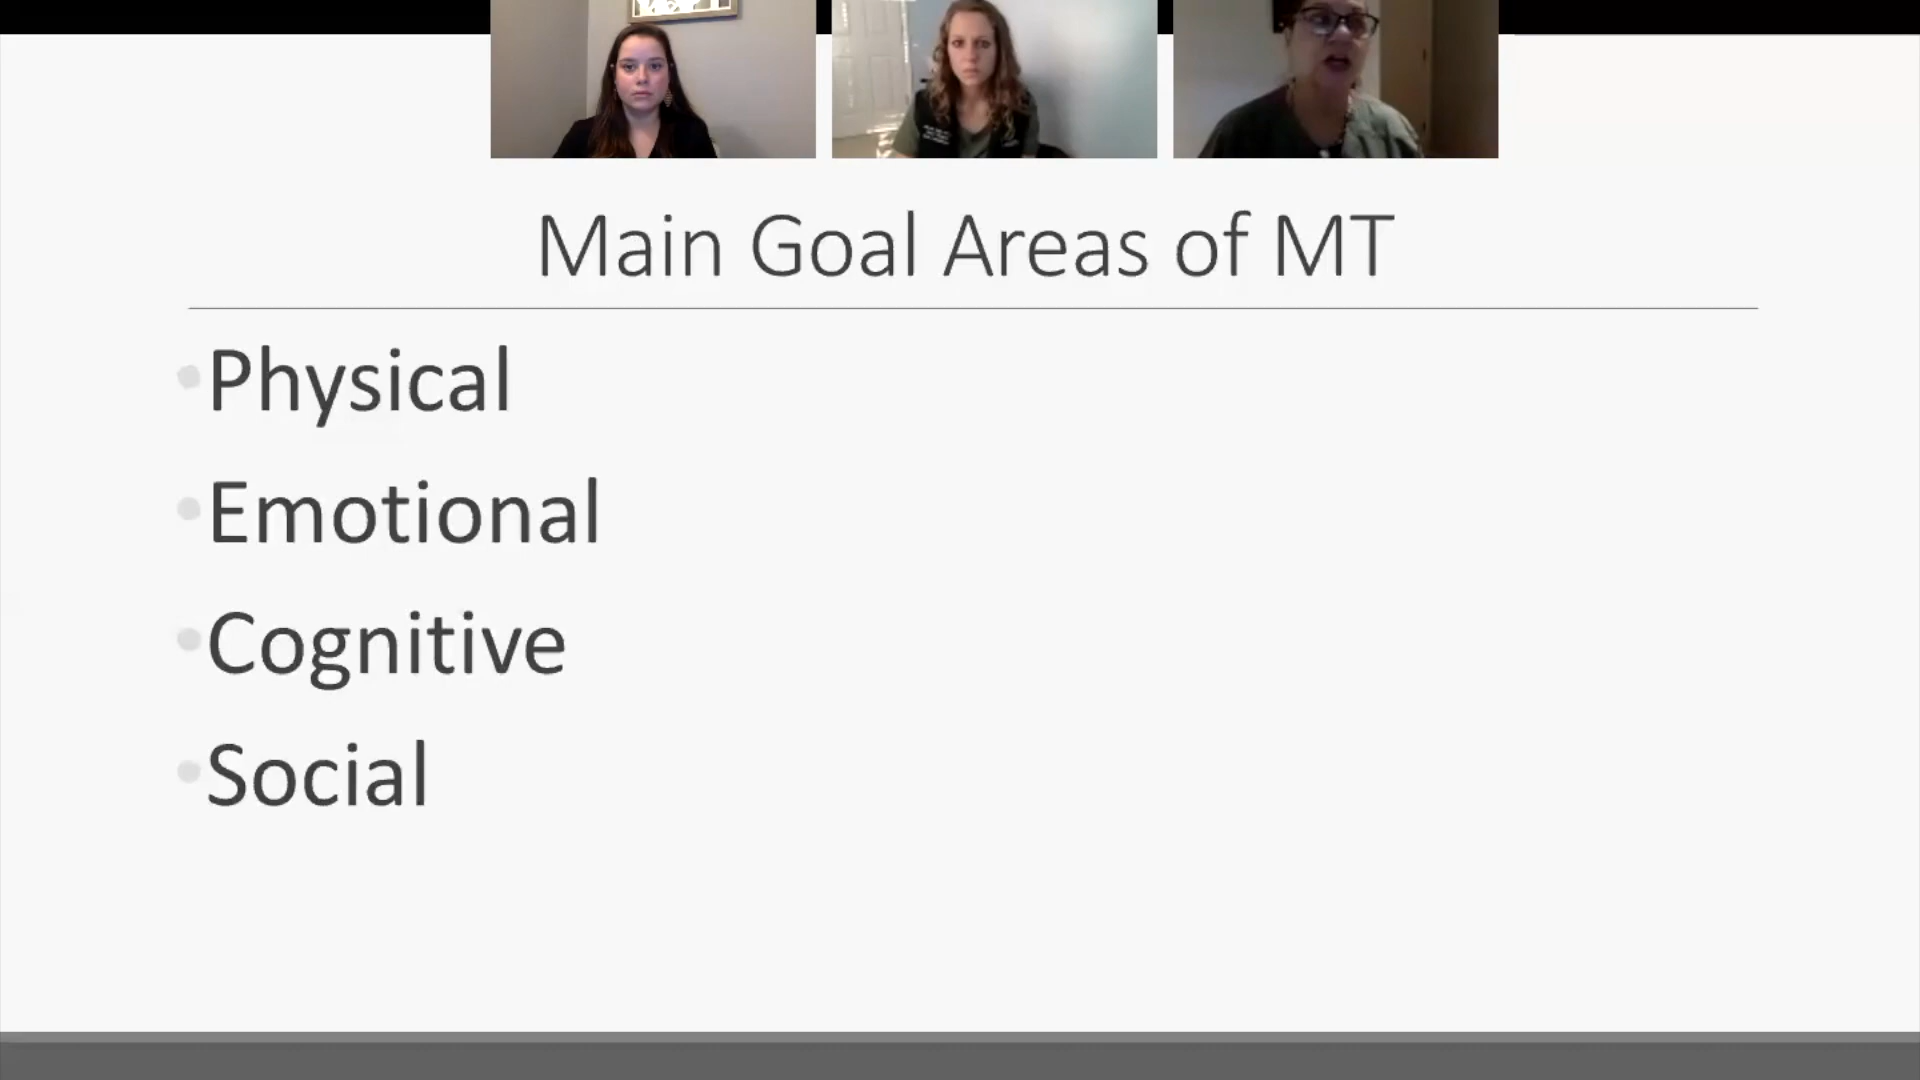 Main Goal Areas of MT
Physical
Emotional
Cognitive
Social